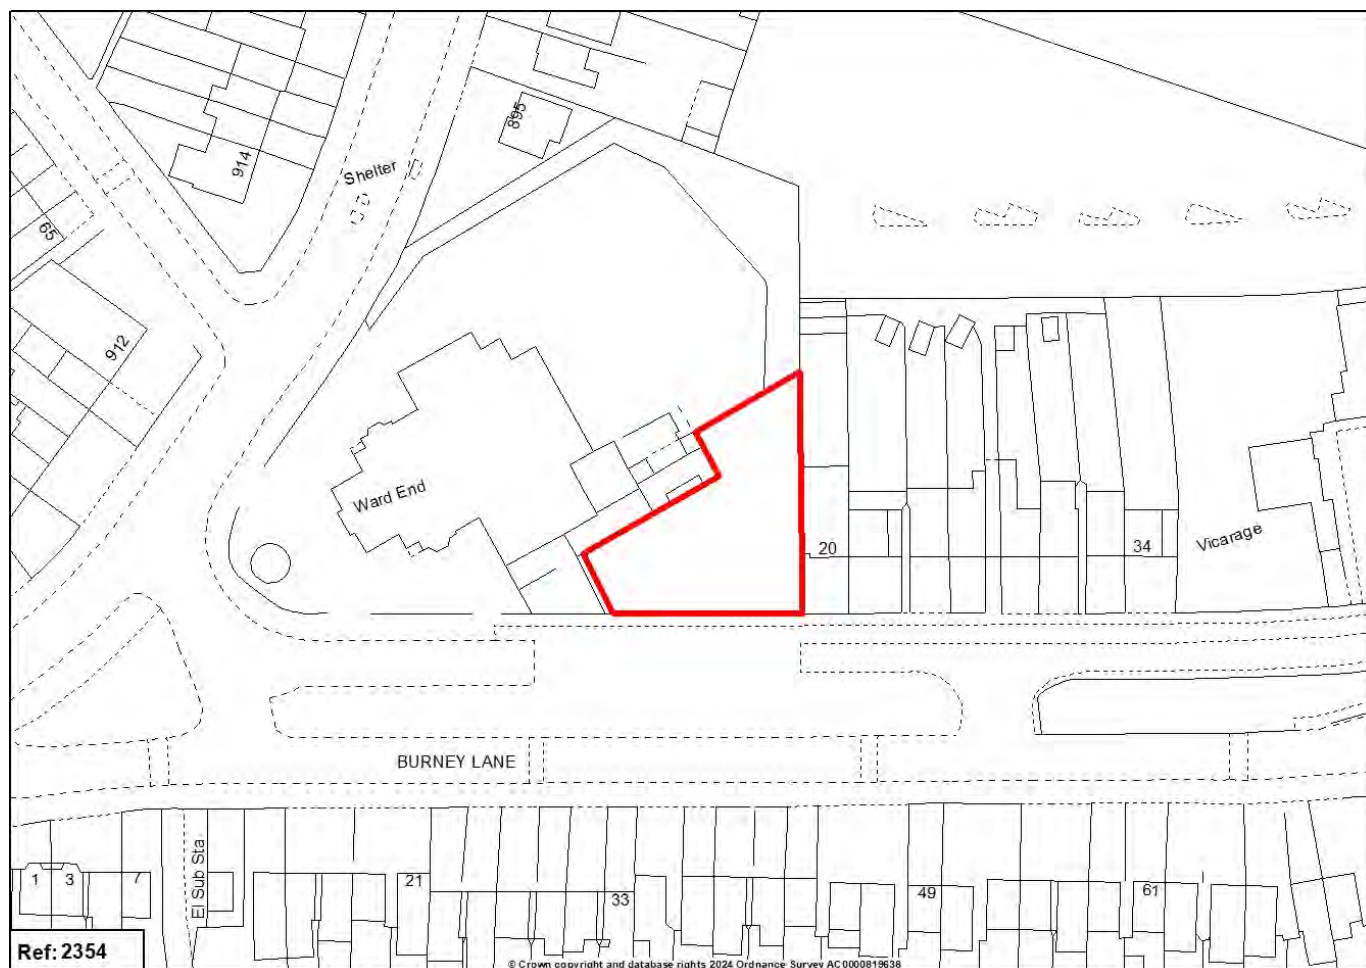 895
914
Shelter
65
912
Ward End
20
34
Vicarage
BURNEY LANE
El Sub Sta
1
3
7
21
33
49
61
Ref: 2354
© Crown copyright and database rights 2024 Ordnance Survey AC0000819638